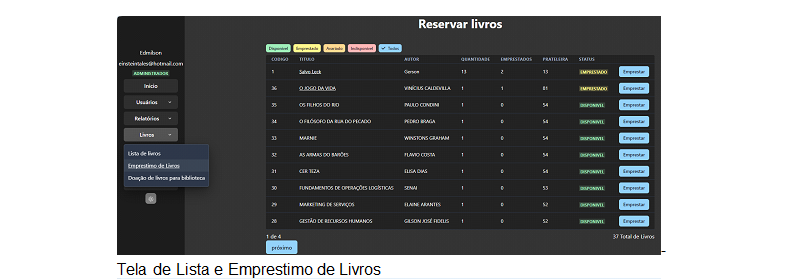 Reservar livros
Edmilson
einsteintales@hotmail.com
ADMINISTRADOR
Início
Usuários
Relatórios
Livros
Lista de livros
Emprestimo de Livros
Doação de livros para biblioteca
Disponível Emprestado Avariado Indisponível ✓ Todos
CODIGO TITULO AUTOR QUANTIDADE EMPRESTADOS PRATELEIRA STATUS
1 Salve Lock Gerson 13 2 13 EMPRESTADO Emprestar
36 O JOGO DA VIDA VINÍCIUS CALDEVILLA 1 1 81 EMPRESTADO Emprestar
35 OS FILHOS DO RIO PAULO CONDINI 1 0 54 DISPONIVEL Emprestar
34 O FILÓSOFO DA RUA DO PECADO PEDRO BRAGA 1 0 54 DISPONIVEL Emprestar
33 MARNIE WINSTONS GRAHAM 1 0 54 DISPONIVEL Emprestar
32 AS ARMAS DO BARÕES FLAVIO COSTA 1 0 54 DISPONIVEL Emprestar
31 CER TEZA ELISA DIAS 1 0 54 DISPONIVEL Emprestar
30 FUNDAMENTOS DE OPERAÇÕES LOGÍSTICAS SENAI 1 0 53 DISPONIVEL Emprestar
29 MARKETING DE SERVIÇOS ELAINE ARANTES 1 0 52 DISPONIVEL Emprestar
28 GESTÃO DE RECURSOS HUMANOS GILSON JOSÉ FIDELIS 1 0 52 DISPONIVEL Emprestar
1 de 4 37 Total de Livros
próximo
Tela de Lista e Emprestimo de Livros